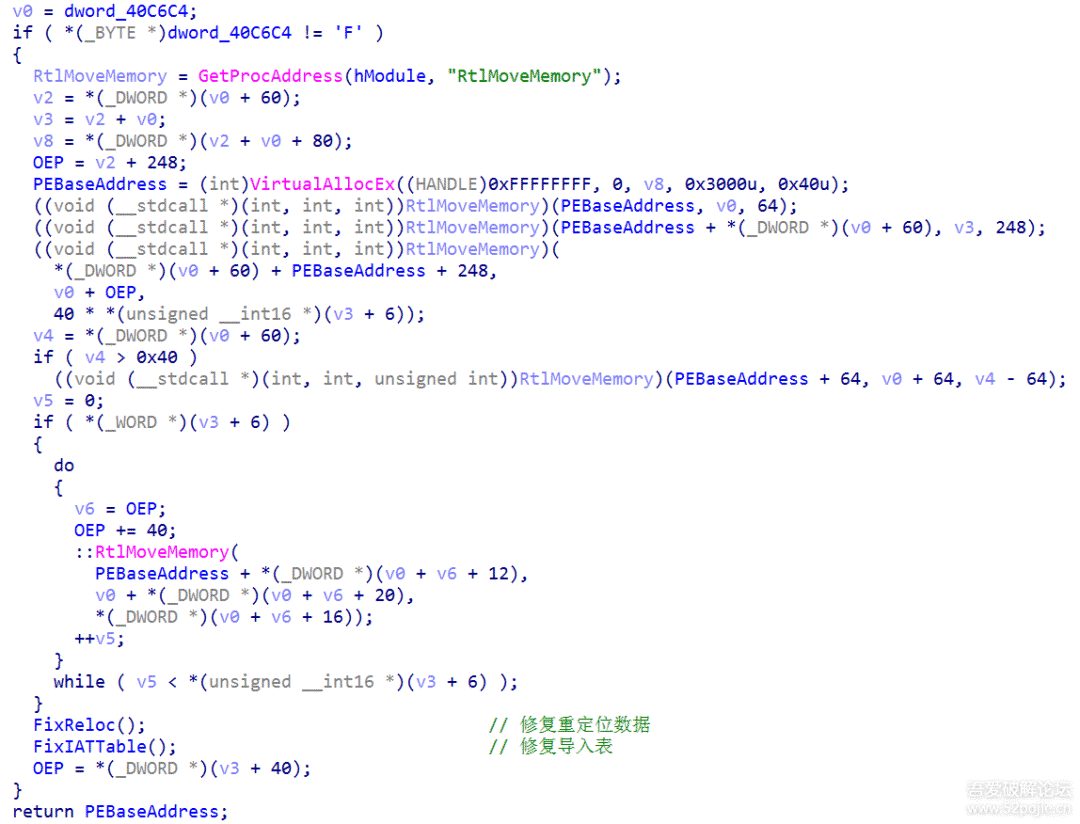 v0 = dword_40C6C4;
if ( *(_BYTE *)dword_40C6C4 != 'F' )
{
RtlMoveMemory = GetProcAddress(hModule, "RtlMoveMemory");
v2 = *(_DWORD *)(v0 + 60);
v3 = v2 + v0;
v8 = *(_DWORD *)(v2 + v0 + 80);
OEP = v2 + 248;
PEBaseAddress = (int)VirtualAllocEx((HANDLE)0xFFFFFFFF, 0, v8, 0x3000u, 0x40u);
((void (__stdcall *)(int, int, int))RtlMoveMemory)(PEBaseAddress, v0, 64);
((void (__stdcall *)(int, int, int))RtlMoveMemory)(PEBaseAddress + *(_DWORD *)(v0 + 60), v3, 248);
((void (__stdcall *)(int, int, int))RtlMoveMemory)(
*(_DWORD *)(v0 + 60) + PEBaseAddress + 248,
v0 + OEP,
40 * *(unsigned __int16 *)(v3 + 6));
v4 = *(_DWORD *)(v0 + 60);
if ( v4 > 0x40 )
((void (__stdcall *)(int, int, unsigned int))RtlMoveMemory)(PEBaseAddress + 64, v0 + 64, v4 - 64);
v5 = 0;
if ( *(_WORD *)(v3 + 6) )
{
do
{
v6 = OEP;
OEP += 40;
::RtlMoveMemory(
PEBaseAddress + *(_DWORD *)(v0 + v6 + 12),
v0 + *(_DWORD *)(v0 + v6 + 20),
*(_DWORD *)(v0 + v6 + 16));
++v5;
}
while ( v5 < *(unsigned __int16 *)(v3 + 6) );
}
FixReloc(); // 修复重定位数据
FixIATTable(); // 修复导入表
OEP = *(_DWORD *)(v3 + 40);
}
return PEBaseAddress;
吾爱破解论坛
www.52pojie.cn